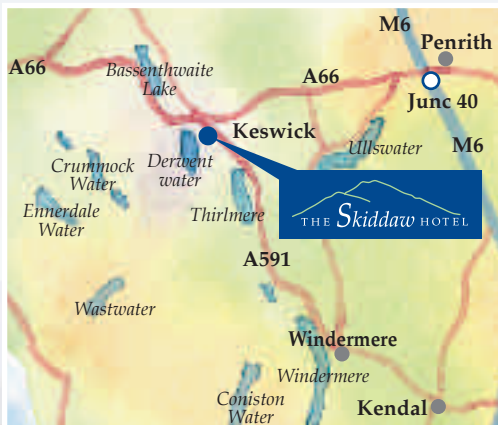 M6
Penrith
A66
Bassenthwaite
Lake
A66
Junc 40
Keswick
M6
Derwent
water
Ullswater
Crummock
Water
Ennerdale
Water
Thirlmere
THE Skiddaw HOTEL
A591
Wastwater
Windermere
Windermere
Coniston
Water
Kendal